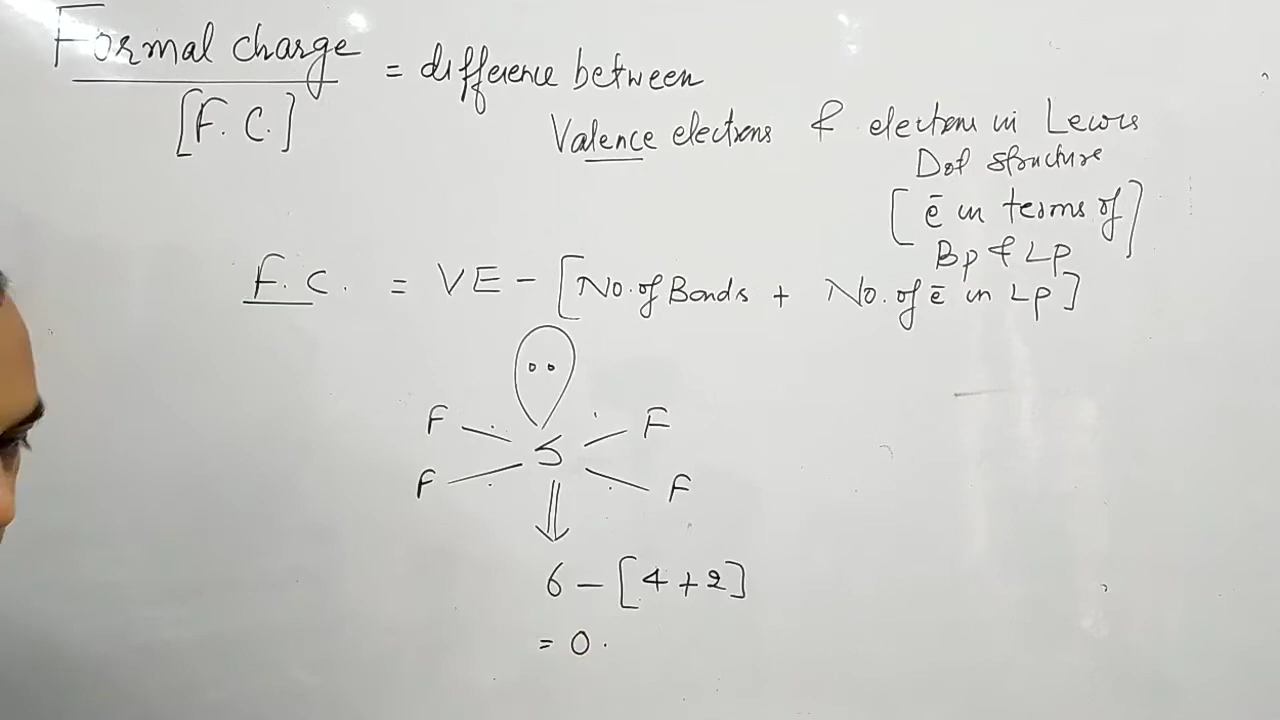 Formal charge = difference between
[F. C.]
Valence electrons & electrons in Lewis
Dot structure
[ē in terms of
Bp & Lp]
F. C. = VE - [No. of Bonds + No. of ē in Lp]
F F
S
F F
6 - [4 + 2]
= 0.